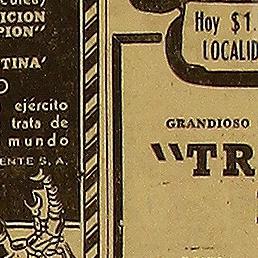 ICION
PION"
TINA'
ejército
trata de
mundo
ENTE S. A.
Hoy $1.
LOCALID
GRANDIOSO
"TR